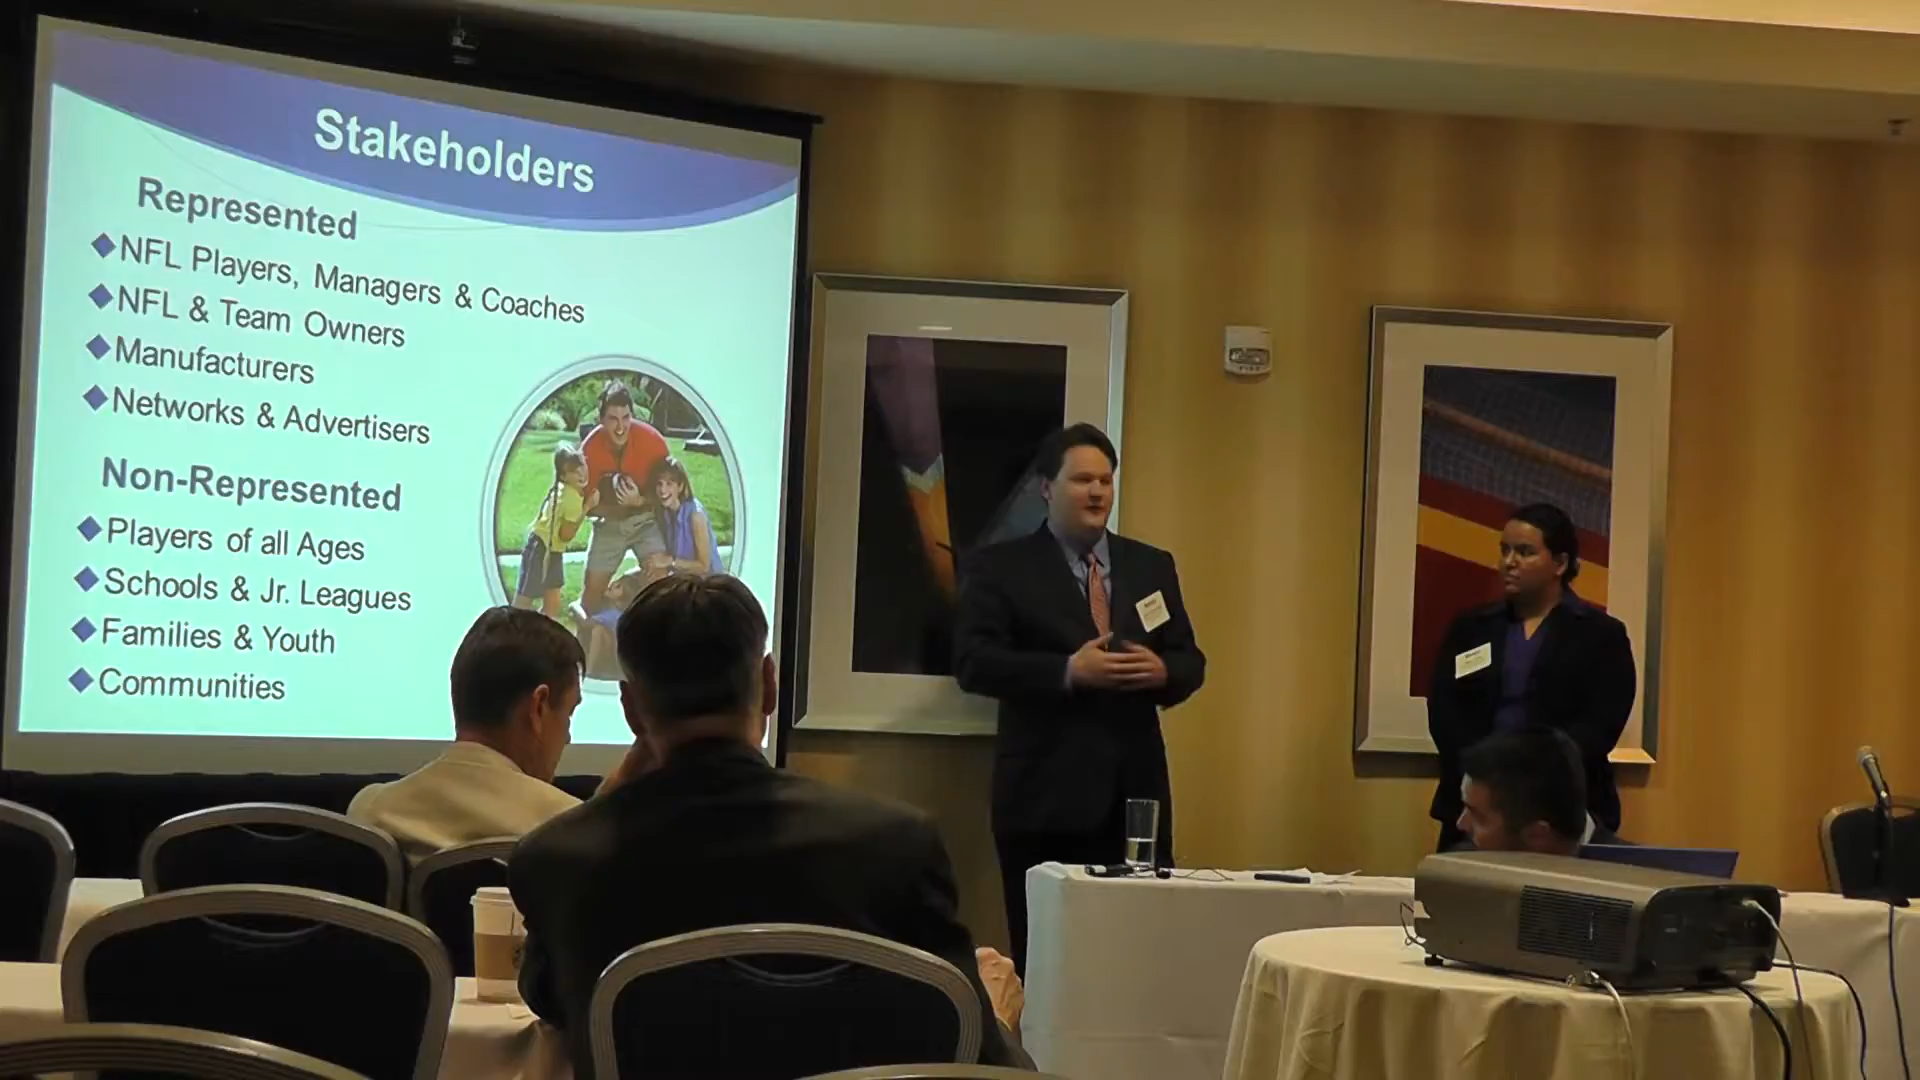 Stakeholders
Represented
NFL Players, Managers & Coaches
NFL & Team Owners
Manufacturers
Networks & Advertisers
Non-Represented
Players of all Ages
Schools & Jr. Leagues
Families & Youth
Communities